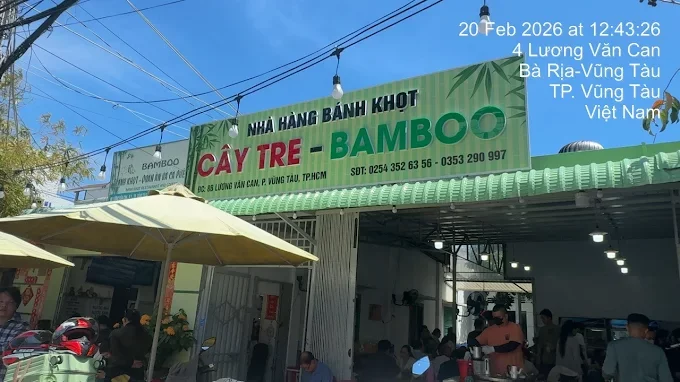 20 Feb 2026 at 12:43:26
4 Lương Văn Can
Bà Rịa-Vũng Tàu
TP. Vũng Tàu
Việt Nam
NHÀ HÀNG BÁNH KHỌT
CÂY TRE - BAMBOO
SĐT: 0254 352 63 56 - 0353 290 997
ĐC: 8B LƯƠNG VĂN CAN, P. VŨNG TÀU, TP.HCM
BAMBOO